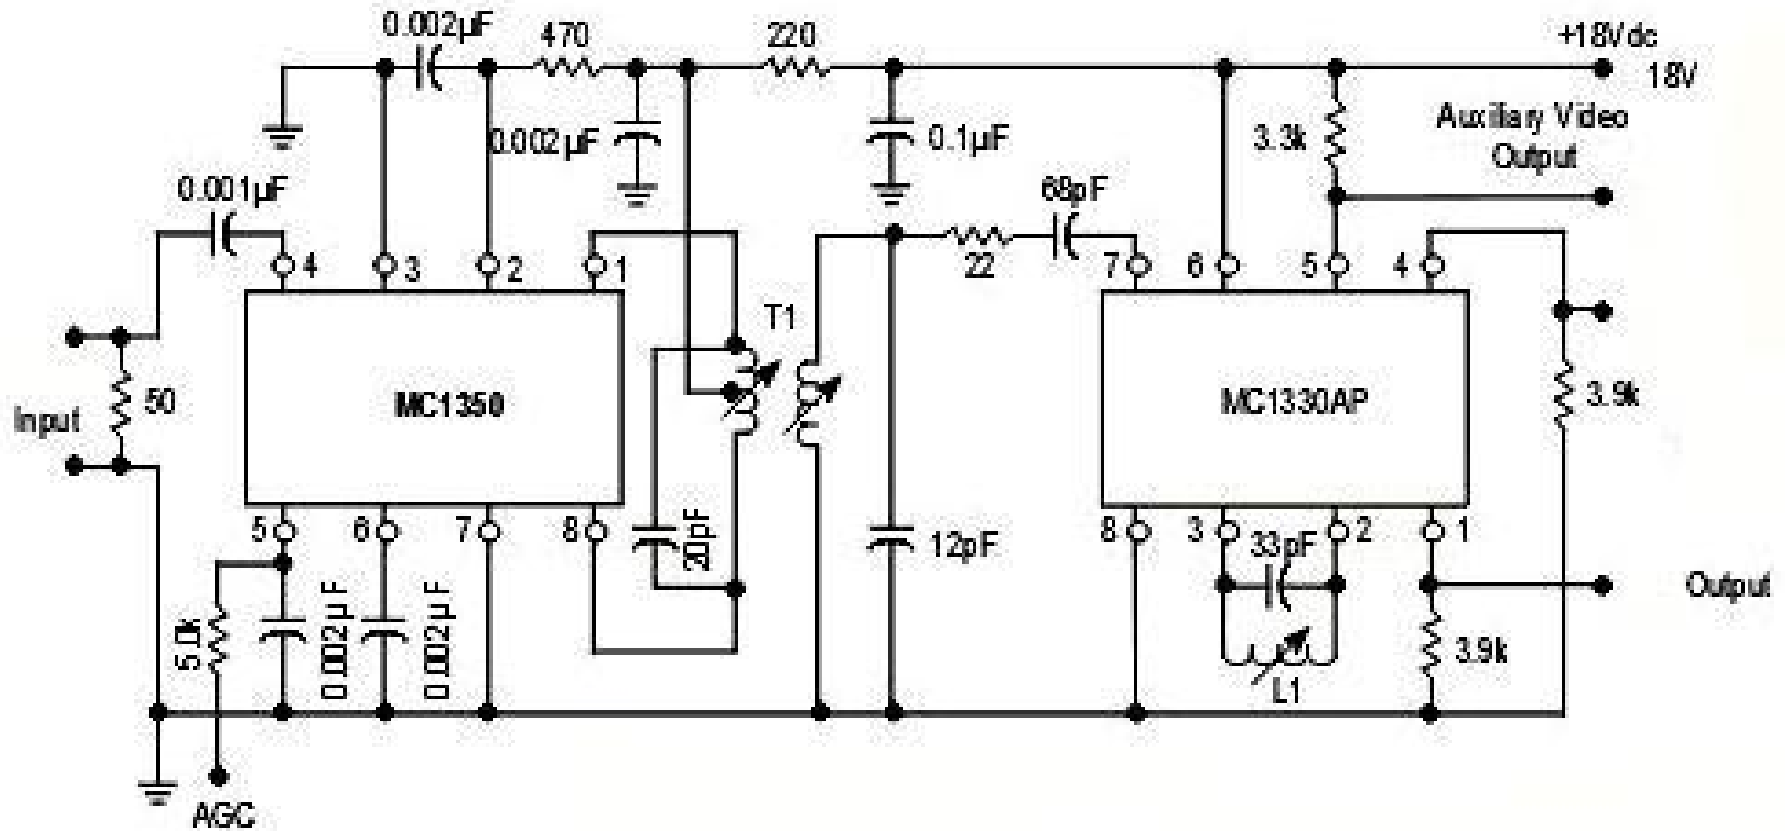 0.002µF
470
220
+18Vdc
18V
0.002µF
0.1µF
3.3k
Auxiliary Video
Output
0.001µF
68pF
22
4
3
2
1
7
6
5
4
T1
Input
50
MC1350
MC1330AP
3.9k
5
6
7
8
20pF
12pF
8
3
33pF
2
1
5.0k
0.002µF
0.002µF
Output
3.9k
L1
AGC